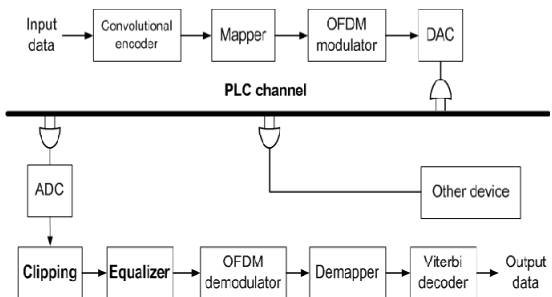 Input data
Convolutional encoder
Mapper
OFDM modulator
DAC
PLC channel
ADC
Other device
Clipping
Equalizer
OFDM demodulator
Demapper
Viterbi decoder
Output data